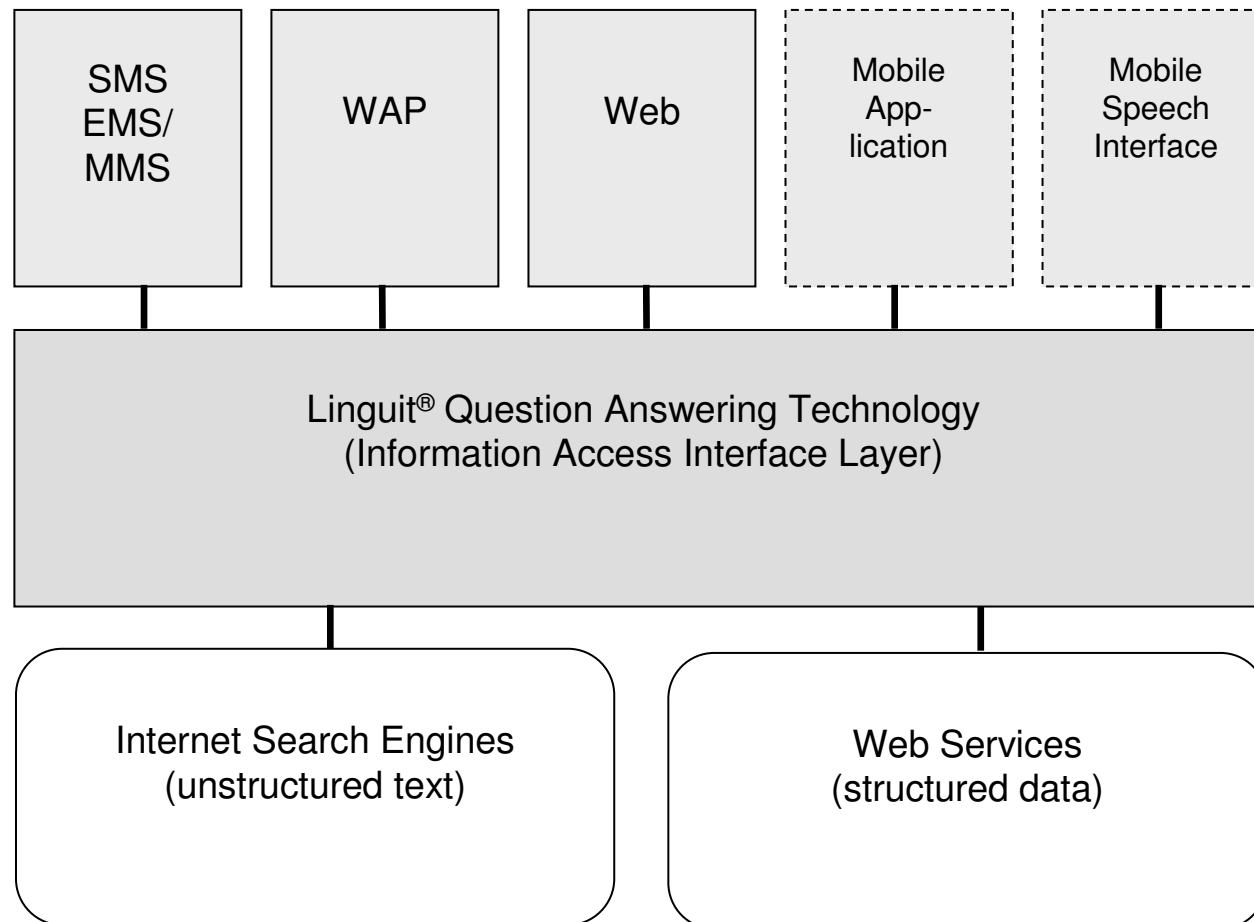 SMS
EMS/
MMS
WAP
Web
Mobile
App-
lication
Mobile
Speech
Interface
Linguit® Question Answering Technology
(Information Access Interface Layer)
Internet Search Engines
(unstructured text)
Web Services
(structured data)